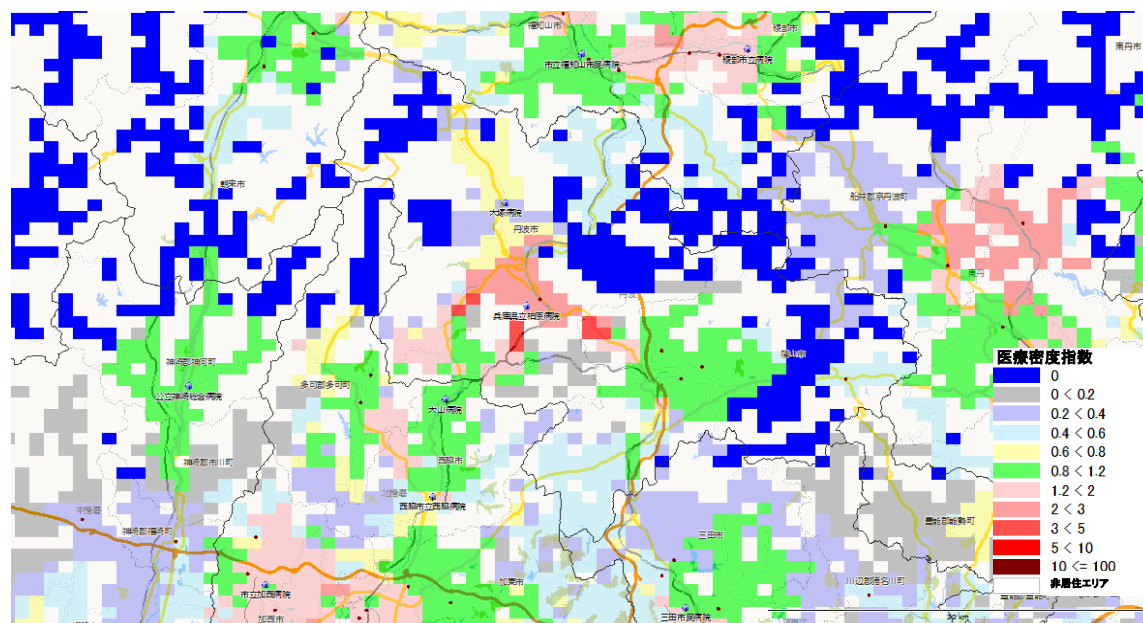 福知山市
綾部市
南丹市
市立福知山市民病院
綾部市立病院
朝来市
船井郡京丹波町
大塚病院
丹波市
南丹
丹波
兵庫県立柏原病院
篠山市
神崎郡神河町
多可郡多可町
公立神崎総合病院
大山病院
西脇市
神崎郡市川町
北播磨
西脇市立西脇病院
中播磨
豊能郡能勢町
神崎郡福崎町
三田市
加東市
川辺郡猪名川町
市立加西病院
加西市
三田市民病院
医療密度指数
0
0 < 0.2
0.2 < 0.4
0.4 < 0.6
0.6 < 0.8
0.8 < 1.2
1.2 < 2
2 < 3
3 < 5
5 < 10
10 <= 100
非居住エリア